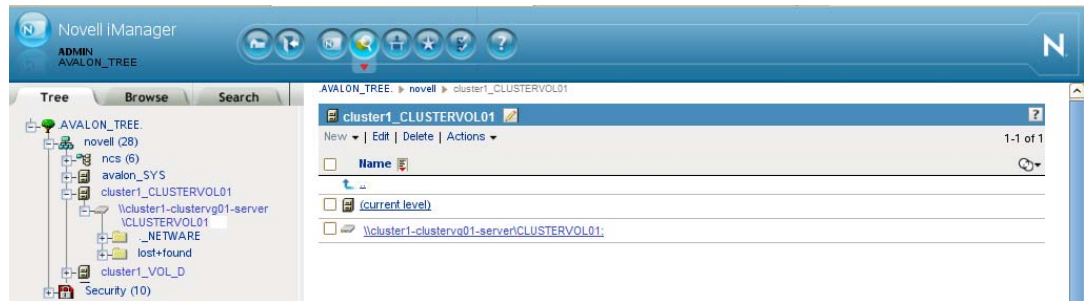 Novell iManager
ADMIN
AVALON_TREE
N
Tree Browse Search
.AVALON_TREE.
novell (28)
ncs (6)
avalon_SYS
cluster1_CLUSTERVOL01
\\cluster1-clustervg01-server
\CLUSTERVOL01
._NETWARE
lost+found
cluster1_VOL_D
Security (10)
.AVALON_TREE. novell cluster1_CLUSTERVOL01
cluster1_CLUSTERVOL01 ?
New | Edit | Delete | Actions 1-1 of 1
Name
..
(current level)
\\cluster1-clustervg01-server\CLUSTERVOL01: